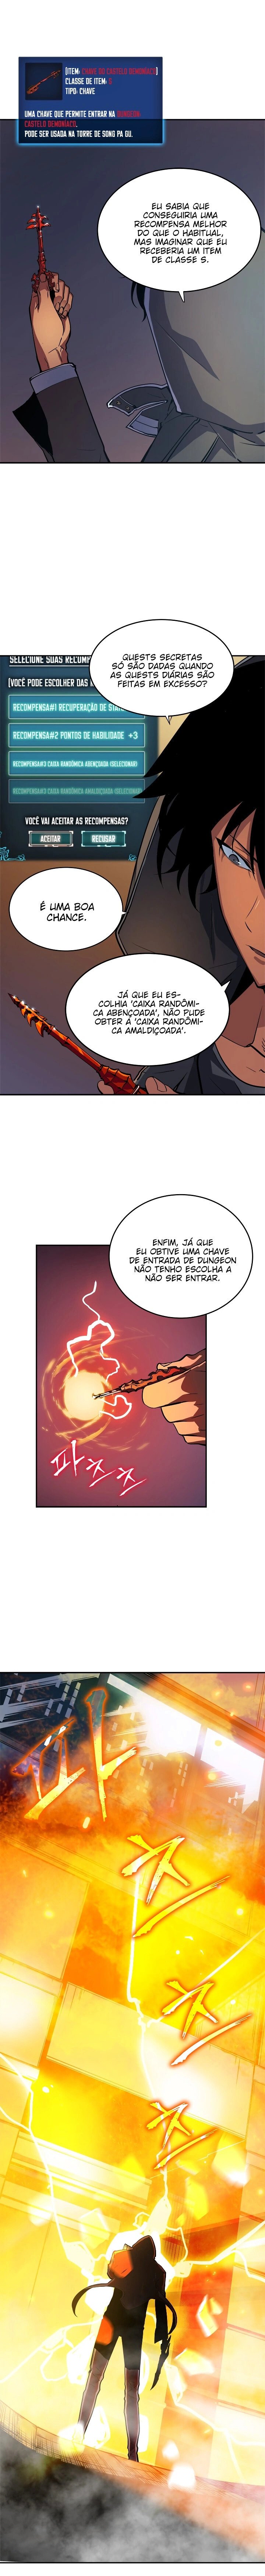 [ITEM: CHAVE DO CASTELO DEMONÍACO]
CLASSE DE ITEM: S
TIPO: CHAVE
UMA CHAVE QUE PERMITE ENTRAR NA DUNGEON
CASTELO DEMONÍACO.
PODE SER USADA NA TORRE DE SONG PA GU.
EU SABIA QUE
CONSEGUIRIA UMA
RECOMPENSA MELHOR
DO QUE O HABITUAL,
MAS IMAGINAR QUE EU
RECEBERIA UM ITEM
DE CLASSE S.
SELECIONE SUAS RECOMP
[VOCÊ PODE ESCOLHER DAS
RECOMPENSA#1 RECUPERAÇÃO DE STAT
RECOMPENSA#2 PONTOS DE HABILIDADE +3
RECOMPENSA#3 CAIXA RANDÔMICA ABENÇOADA (SELECIONAR)
RECOMPENSA#3 CAIXA RANDÔMICA AMALDIÇOADA (SELECIONAR)
VOCÊ VAI ACEITAR AS RECOMPENSAS?
ACEITAR RECUSAR
QUESTS SECRETAS
SÓ SÃO DADAS QUANDO
AS QUESTS DIÁRIAS SÃO
FEITAS EM EXCESSO?
É UMA BOA
CHANCE.
JÁ QUE EU ES-
COLHIA 'CAIXA RANDÔMI-
CA ABENÇOADA', NÃO PUDE
OBTER A 'CAIXA RANDÔMI-
CA AMALDIÇOADA'.
ENFIM, JÁ QUE
EU OBTIVE UMA CHAVE
DE ENTRADA DE DUNGEON
NÃO TENHO ESCOLHA A
NÃO SER ENTRAR.
파즈즈
파
즈
즈
즈